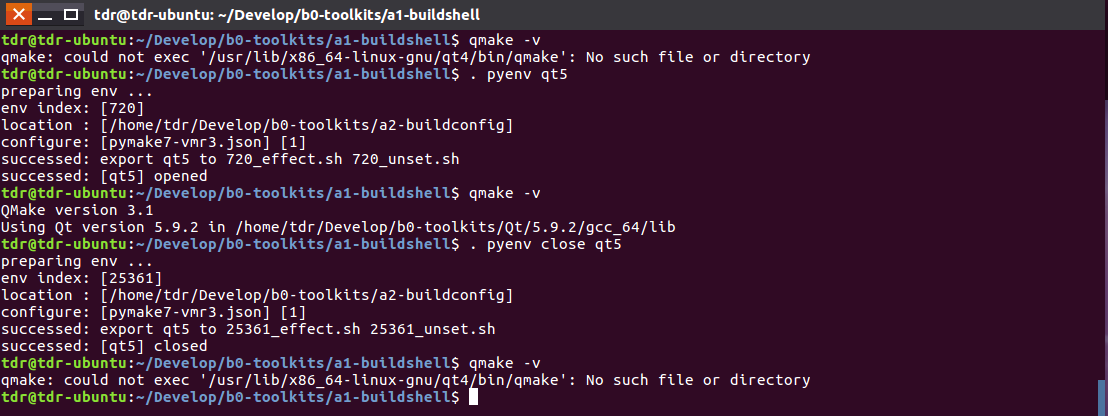 tdr@tdr-ubuntu: ~/Develop/b0-toolkits/a1-buildshell
tdr@tdr-ubuntu:~/Develop/b0-toolkits/a1-buildshell$ qmake -v
qmake: could not exec '/usr/lib/x86_64-linux-gnu/qt4/bin/qmake': No such file or directory
tdr@tdr-ubuntu:~/Develop/b0-toolkits/a1-buildshell$ . pyenv qt5
preparing env ...
env index: [720]
location : [/home/tdr/Develop/b0-toolkits/a2-buildconfig]
configure: [pymake7-vmr3.json] [1]
successed: export qt5 to 720_effect.sh 720_unset.sh
successed: [qt5] opened
tdr@tdr-ubuntu:~/Develop/b0-toolkits/a1-buildshell$ qmake -v
QMake version 3.1
Using Qt version 5.9.2 in /home/tdr/Develop/b0-toolkits/Qt/5.9.2/gcc_64/lib
tdr@tdr-ubuntu:~/Develop/b0-toolkits/a1-buildshell$ . pyenv close qt5
preparing env ...
env index: [25361]
location : [/home/tdr/Develop/b0-toolkits/a2-buildconfig]
configure: [pymake7-vmr3.json] [1]
successed: export qt5 to 25361_effect.sh 25361_unset.sh
successed: [qt5] closed
tdr@tdr-ubuntu:~/Develop/b0-toolkits/a1-buildshell$ qmake -v
qmake: could not exec '/usr/lib/x86_64-linux-gnu/qt4/bin/qmake': No such file or directory
tdr@tdr-ubuntu:~/Develop/b0-toolkits/a1-buildshell$